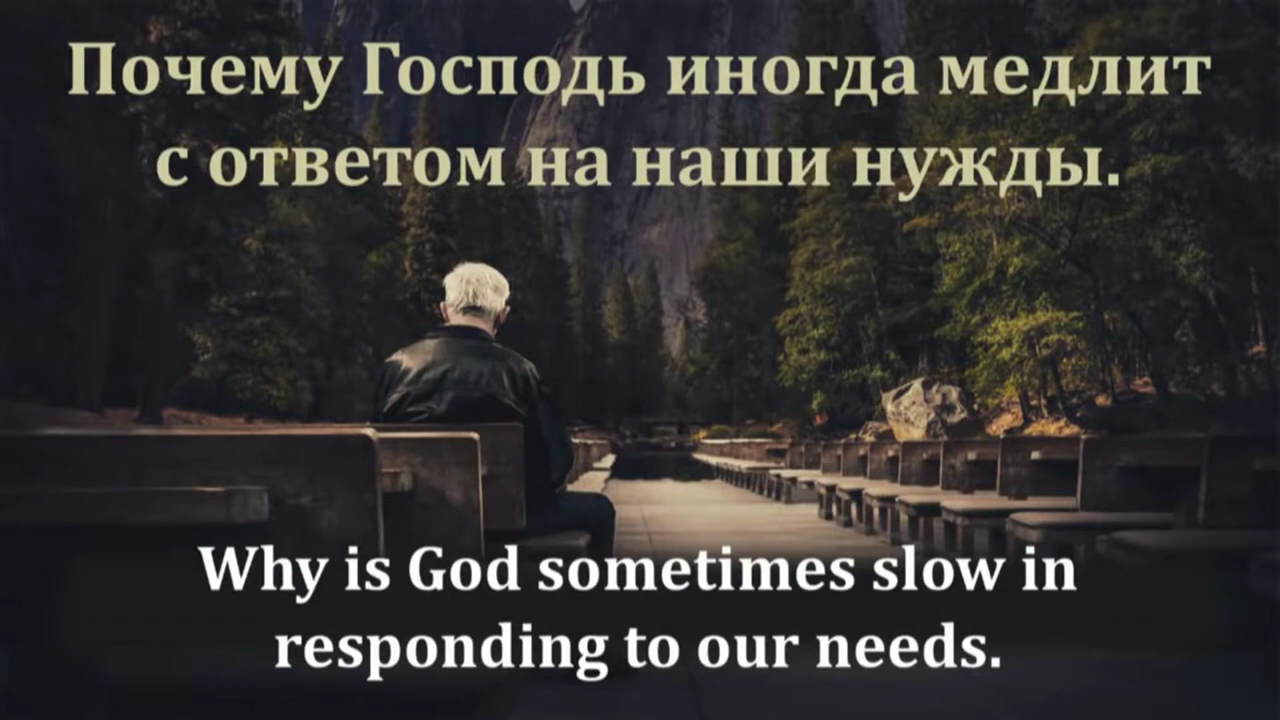 Почему Господь иногда медлит
с ответом на наши нужды.
Why is God sometimes slow in
responding to our needs.